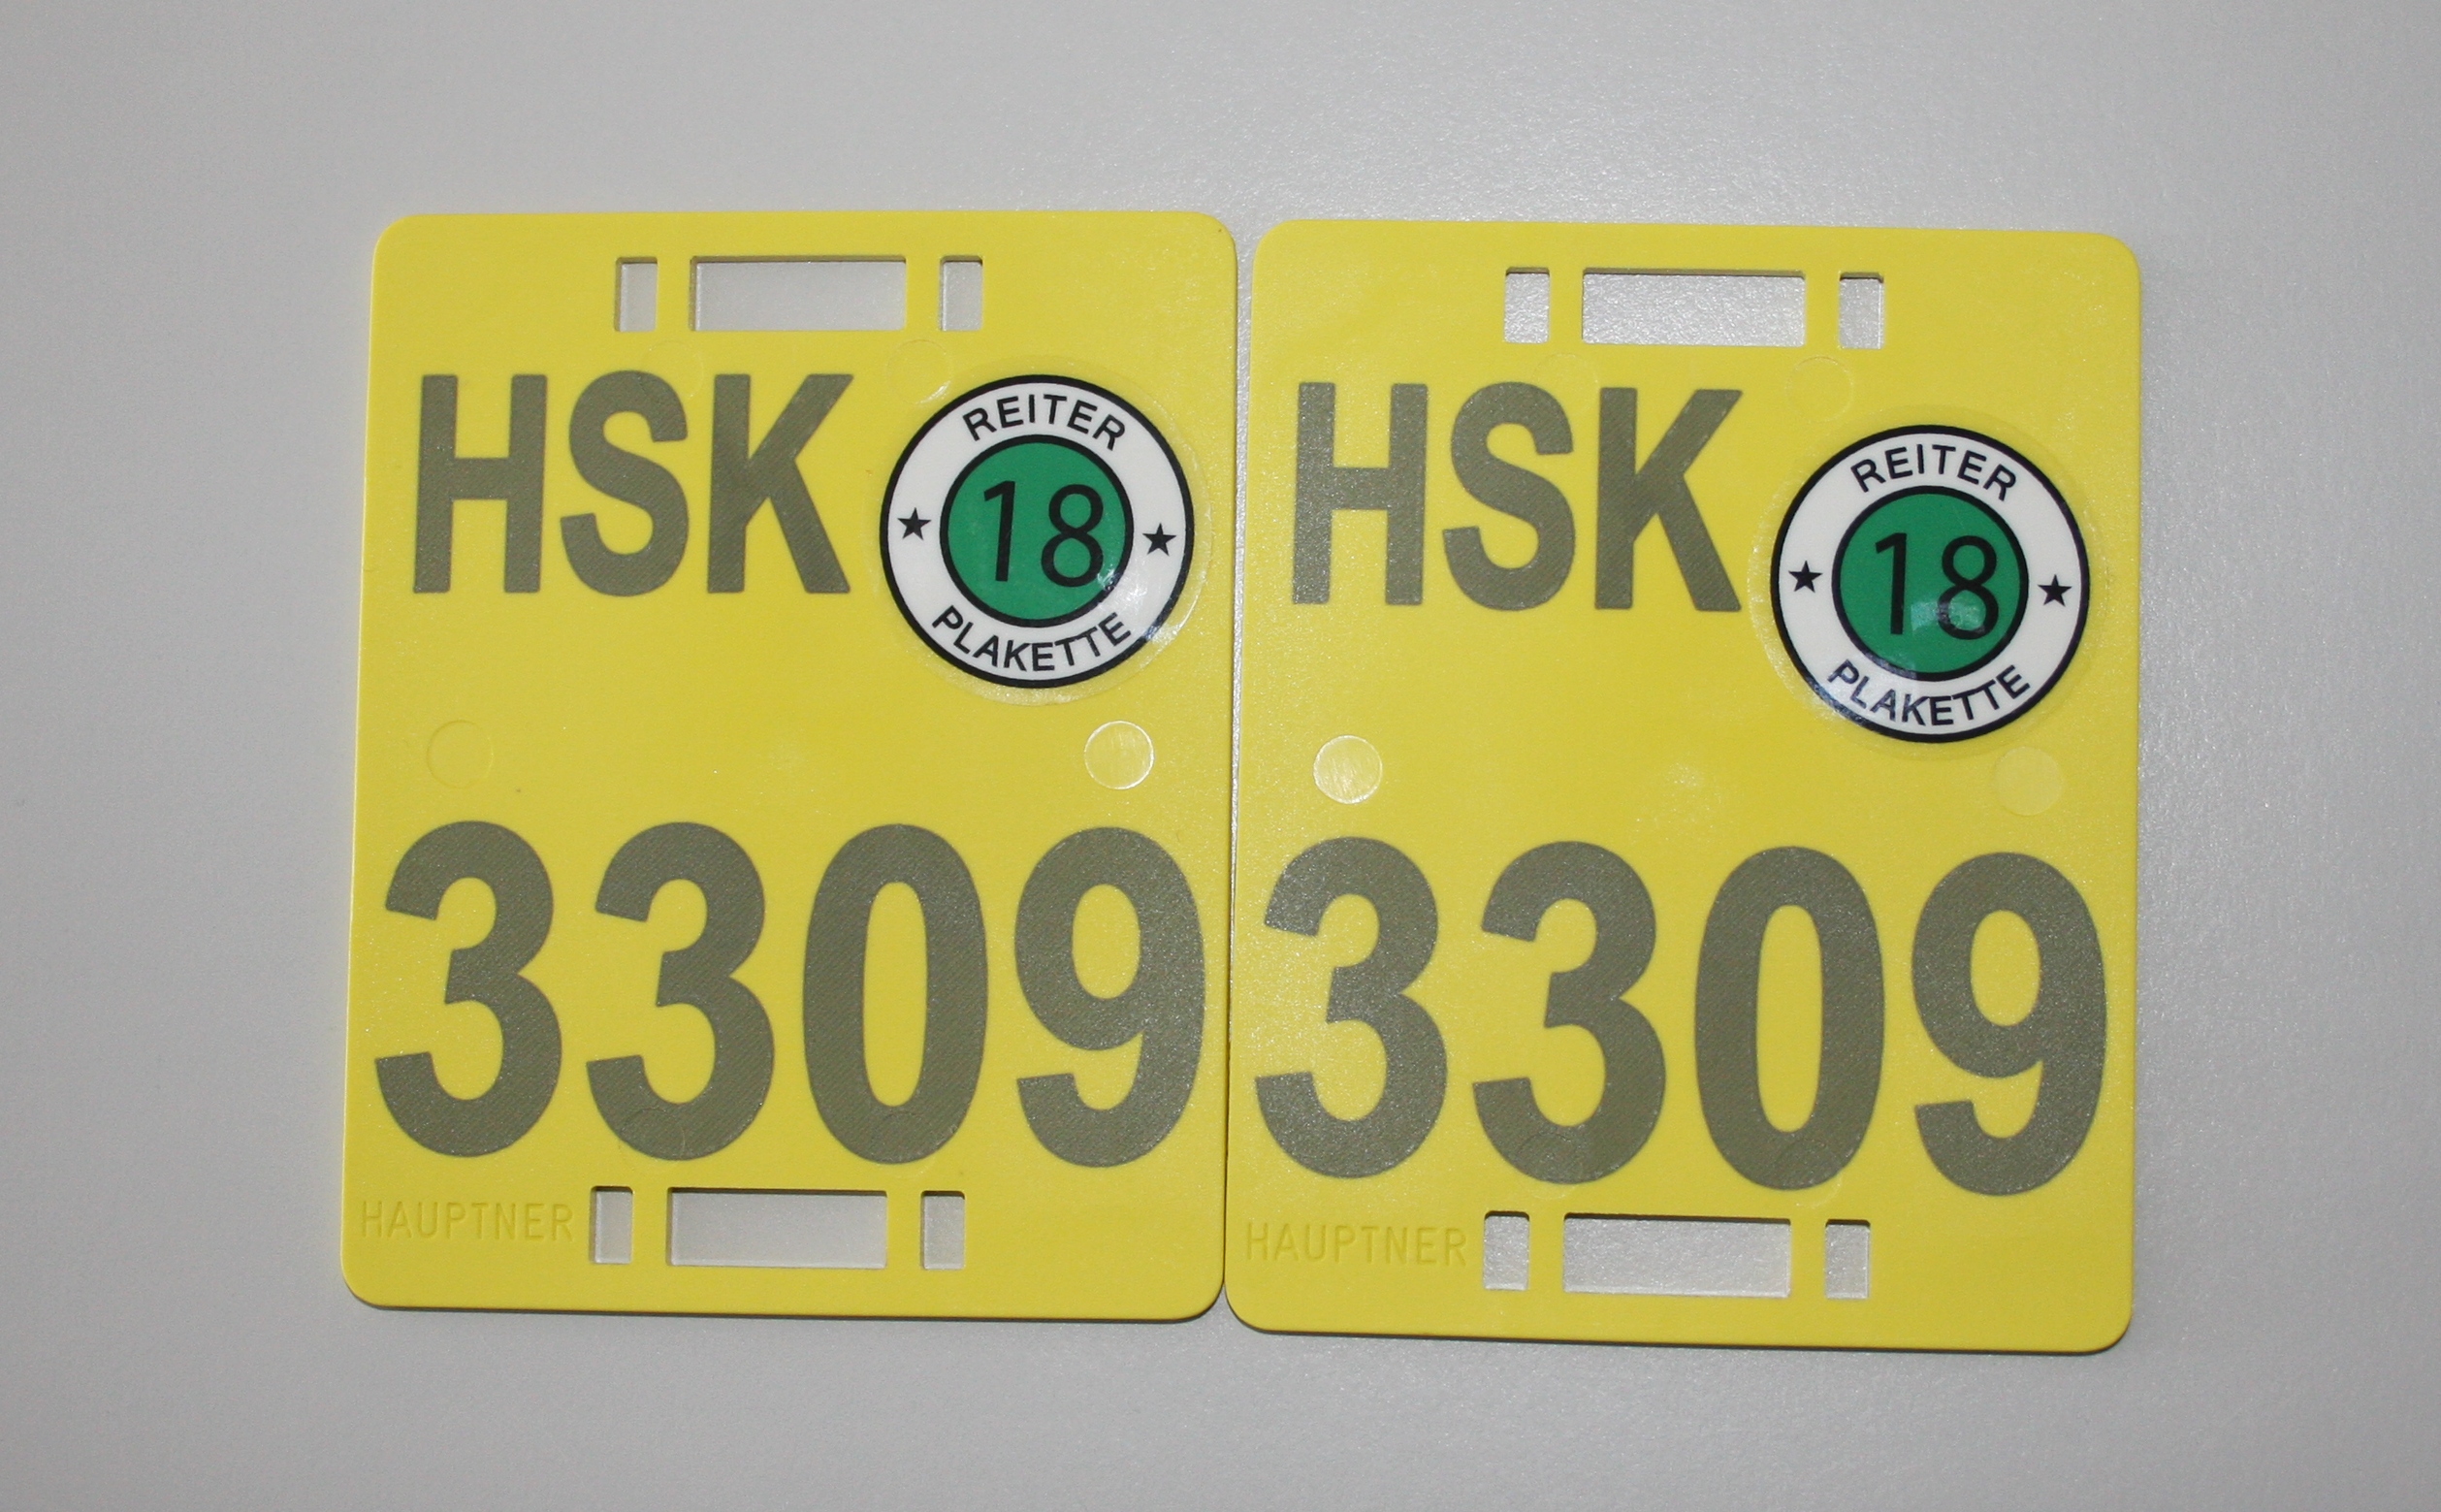 HSK
REITER
18
PLAKETTE
3309
HAUPTNER
HSK
REITER
18
PLAKETTE
3309
HAUPTNER